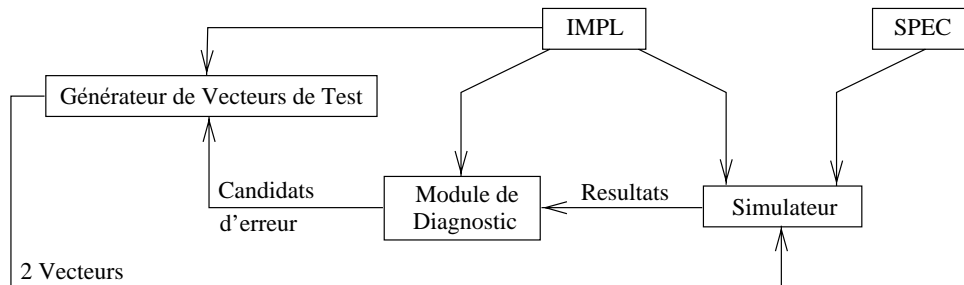 IMPL
SPEC
Générateur de Vecteurs de Test
Candidats
d'erreur
Module de
Diagnostic
Resultats
Simulateur
2 Vecteurs